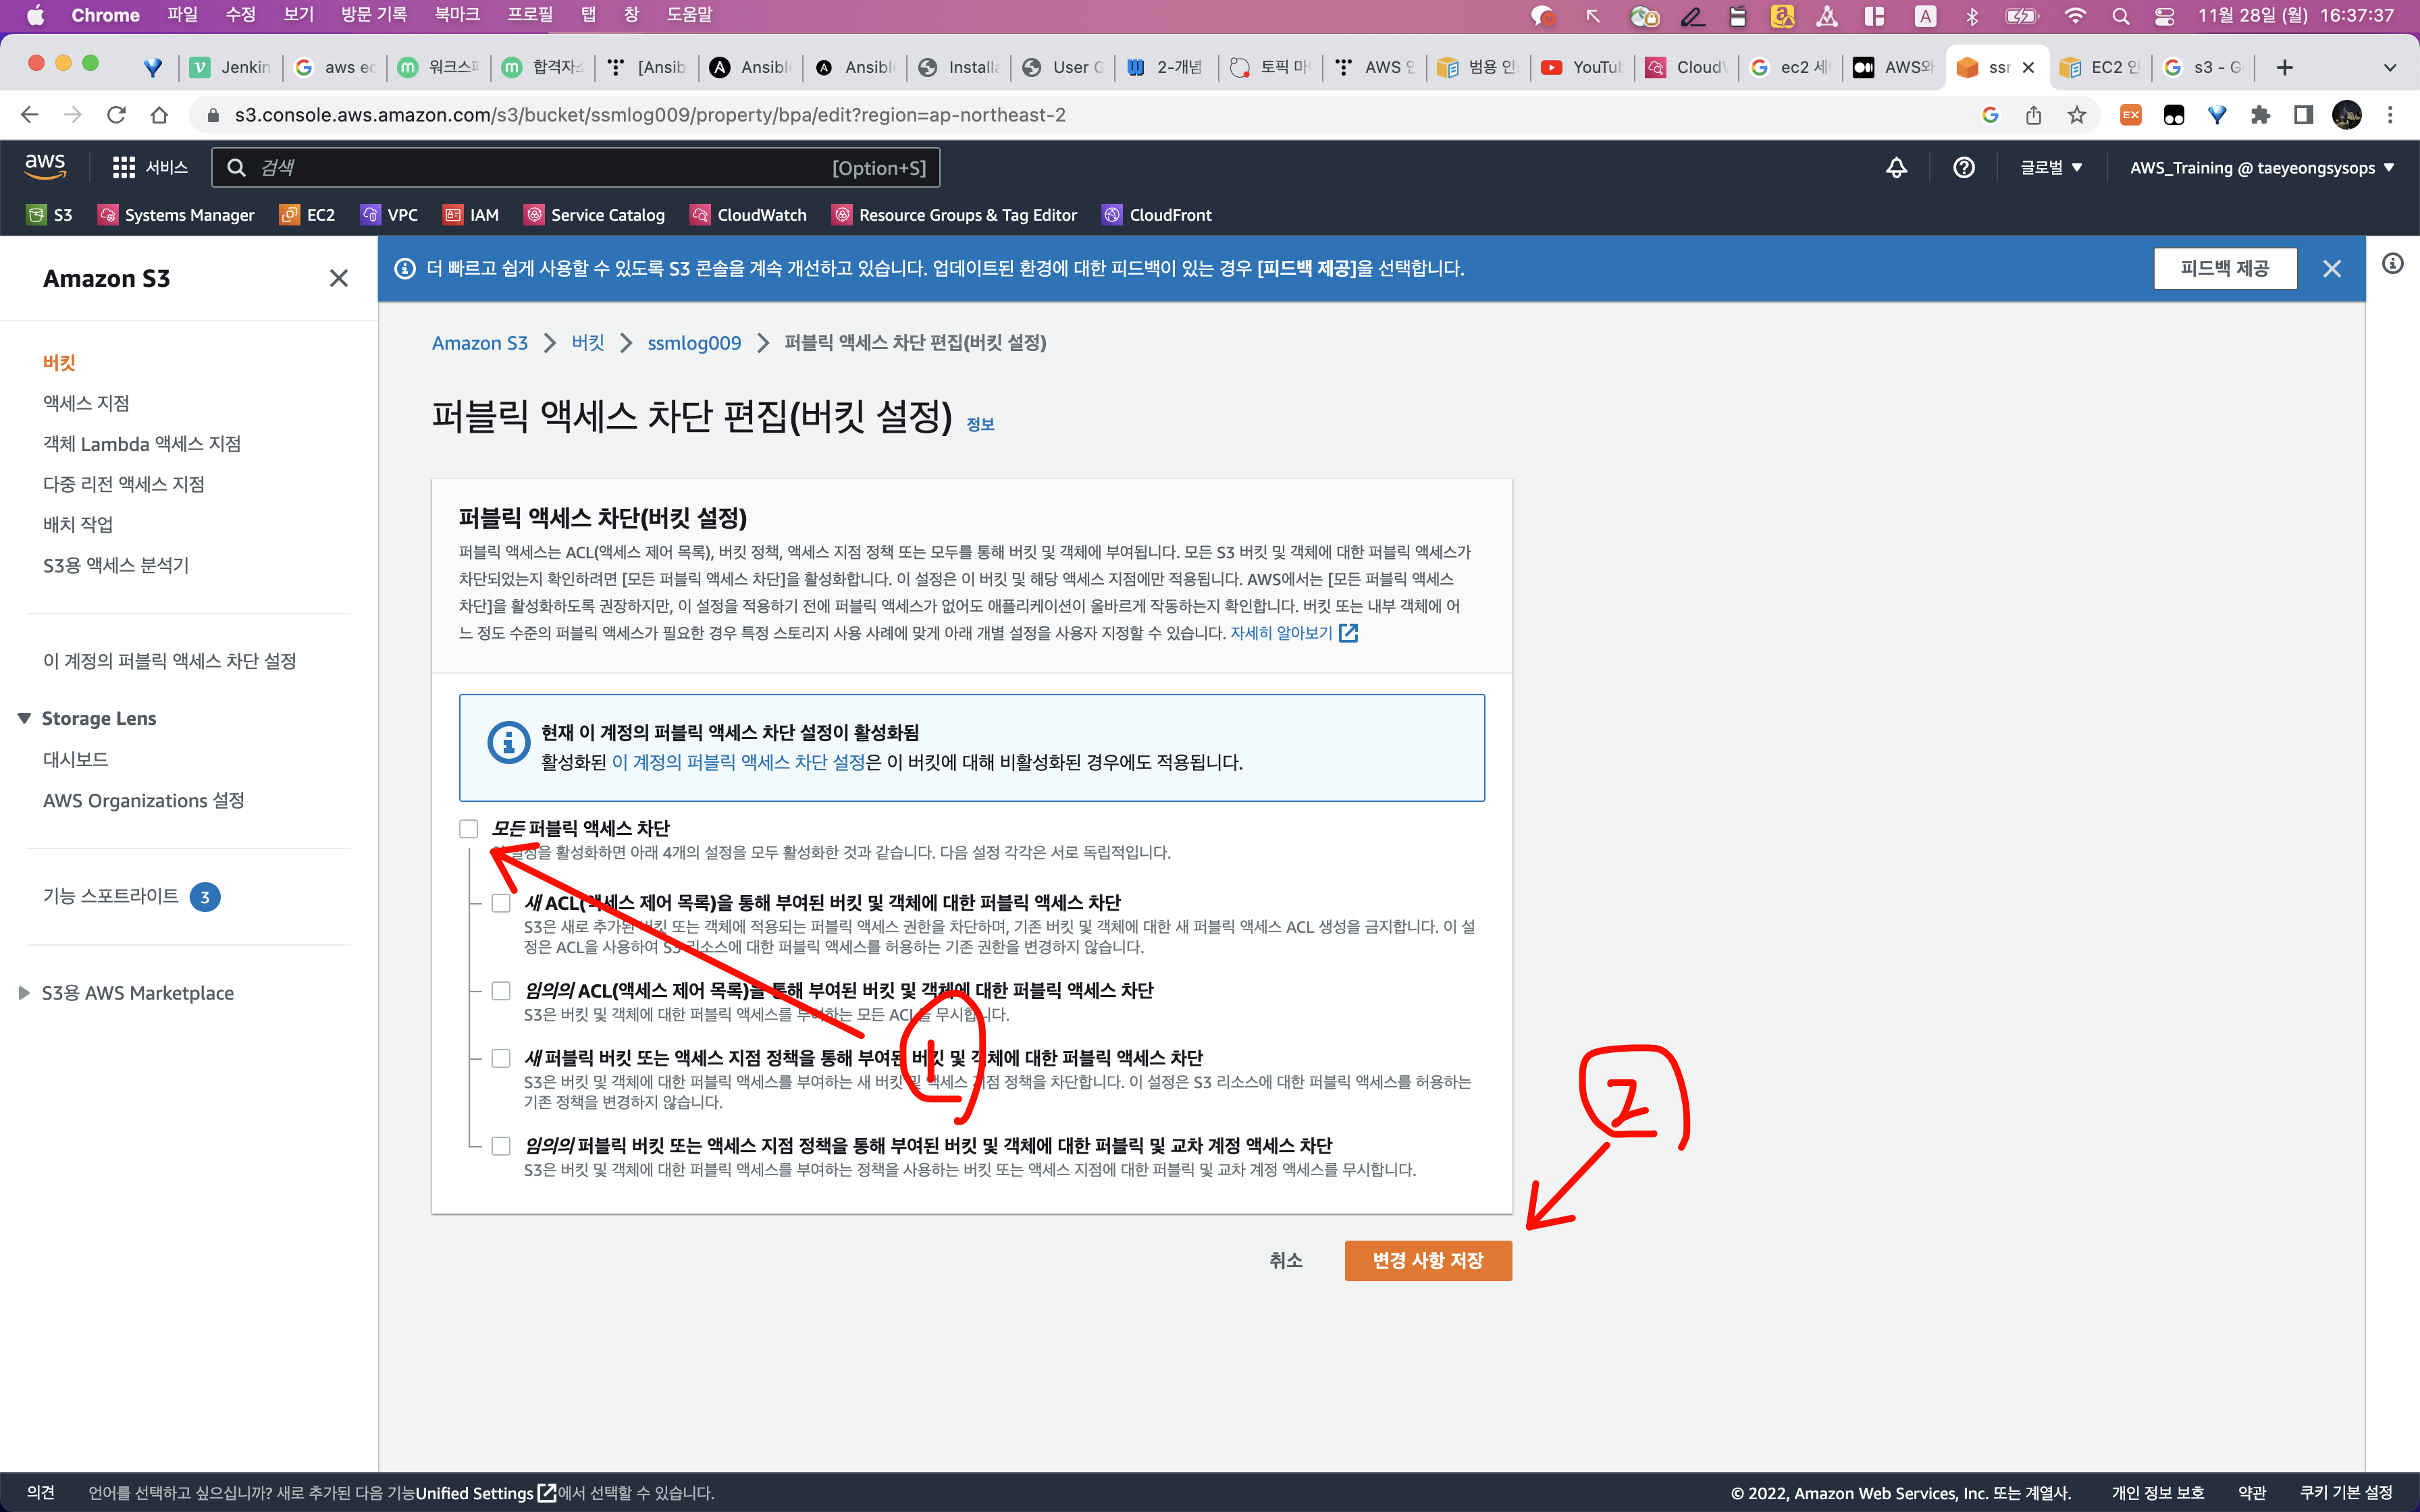 Chrome 파일 수정 보기 방문 기록 북마크 프로필 탭 창 도움말 11월 28일 (월) 16:37:37
Jenkin aws ec 워크스페 합격자소 [Ansib Ansible Ansible Installa User G 2-개념 토픽 마 AWS 인 범용 인 YouTub CloudW ec2 세 AWS와 ssm EC2 인 s3 - G
s3.console.aws.amazon.com/s3/bucket/ssmlog009/property/bpa/edit?region=ap-northeast-2
aws 서비스 검색 [Option+S] 글로벌 AWS_Training @ taeyeongsysops
S3 Systems Manager EC2 VPC IAM Service Catalog CloudWatch Resource Groups & Tag Editor CloudFront
Amazon S3
버킷
액세스 지점
객체 Lambda 액세스 지점
다중 리전 액세스 지점
배치 작업
S3용 액세스 분석기
이 계정의 퍼블릭 액세스 차단 설정
Storage Lens
대시보드
AWS Organizations 설정
기능 스포트라이트 3
S3용 AWS Marketplace
더 빠르고 쉽게 사용할 수 있도록 S3 콘솔을 계속 개선하고 있습니다. 업데이트된 환경에 대한 피드백이 있는 경우 [피드백 제공]을 선택합니다. 피드백 제공
Amazon S3 버킷 ssmlog009 퍼블릭 액세스 차단 편집(버킷 설정)
퍼블릭 액세스 차단 편집(버킷 설정) 정보
퍼블릭 액세스 차단(버킷 설정)
퍼블릭 액세스는 ACL(액세스 제어 목록), 버킷 정책, 액세스 지점 정책 또는 모두를 통해 버킷 및 객체에 부여됩니다. 모든 S3 버킷 및 객체에 대한 퍼블릭 액세스가
차단되었는지 확인하려면 [모든 퍼블릭 액세스 차단]을 활성화합니다. 이 설정은 이 버킷 및 해당 액세스 지점에만 적용됩니다. AWS에서는 [모든 퍼블릭 액세스
차단]을 활성화하도록 권장하지만, 이 설정을 적용하기 전에 퍼블릭 액세스가 없어도 애플리케이션이 올바르게 작동하는지 확인합니다. 버킷 또는 내부 객체에 어
느 정도 수준의 퍼블릭 액세스가 필요한 경우 특정 스토리지 사용 사례에 맞게 아래 개별 설정을 사용자 지정할 수 있습니다. 자세히 알아보기
현재 이 계정의 퍼블릭 액세스 차단 설정이 활성화됨
활성화된 이 계정의 퍼블릭 액세스 차단 설정은 이 버킷에 대해 비활성화된 경우에도 적용됩니다.
모든 퍼블릭 액세스 차단
이 설정을 활성화하면 아래 4개의 설정을 모두 활성화한 것과 같습니다. 다음 설정 각각은 서로 독립적입니다.
새 ACL(액세스 제어 목록)을 통해 부여된 버킷 및 객체에 대한 퍼블릭 액세스 차단
S3은 새로 추가된 버킷 또는 객체에 적용되는 퍼블릭 액세스 권한을 차단하며, 기존 버킷 및 객체에 대한 새 퍼블릭 액세스 ACL 생성을 금지합니다. 이 설
정은 ACL을 사용하여 S3 리소스에 대한 퍼블릭 액세스를 허용하는 기존 권한을 변경하지 않습니다.
임의의 ACL(액세스 제어 목록)을 통해 부여된 버킷 및 객체에 대한 퍼블릭 액세스 차단
S3은 버킷 및 객체에 대한 퍼블릭 액세스를 부여하는 모든 ACL을 무시합니다.
새 퍼블릭 버킷 또는 액세스 지점 정책을 통해 부여된 버킷 및 객체에 대한 퍼블릭 액세스 차단
S3은 버킷 및 객체에 대한 퍼블릭 액세스를 부여하는 새 버킷 및 액세스 지점 정책을 차단합니다. 이 설정은 S3 리소스에 대한 퍼블릭 액세스를 허용하는
기존 정책을 변경하지 않습니다.
임의의 퍼블릭 버킷 또는 액세스 지점 정책을 통해 부여된 버킷 및 객체에 대한 퍼블릭 및 교차 계정 액세스 차단
S3은 버킷 및 객체에 대한 퍼블릭 액세스를 부여하는 정책을 사용하는 버킷 또는 액세스 지점에 대한 퍼블릭 및 교차 계정 액세스를 무시합니다.
1
2
취소 변경 사항 저장
의견 언어를 선택하고 싶으십니까? 새로 추가된 다음 기능Unified Settings에서 선택할 수 있습니다. © 2022, Amazon Web Services, Inc. 또는 계열사. 개인 정보 보호 약관 쿠키 기본 설정